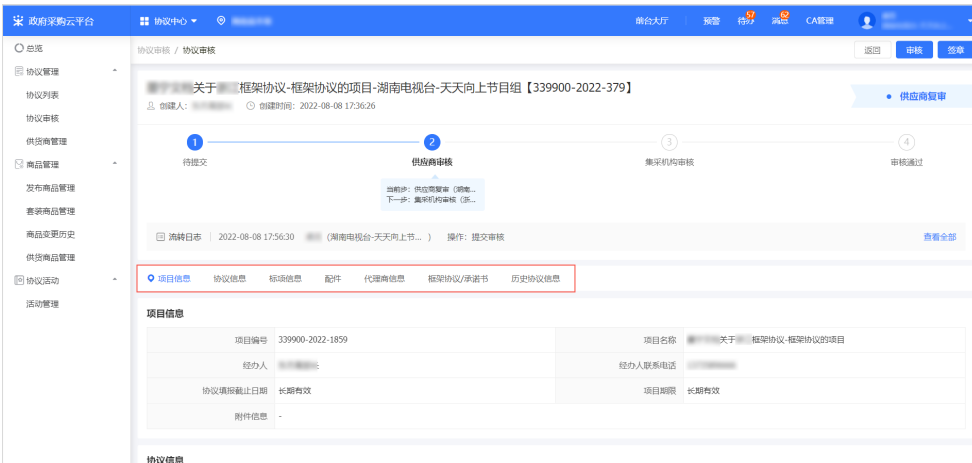 政府采购云平台
协议中心
前台大厅 预警 待办 57 消息 62 CA管理
总览
协议管理
协议列表
协议审核
供货商管理
商品管理
发布商品管理
套装商品管理
商品变更历史
供货商品管理
协议活动
活动管理
协议审核 / 协议审核
返回 审核 签章
关于 框架协议-框架协议的项目-湖南电视台-天天向上节目组【339900-2022-379】
创建人: 创建时间: 2022-08-08 17:36:26
供应商复审
1 2 3 4
待提交 供应商审核 集采机构审核 审核通过
当前步: 供应商复审 (湖南...
下一步: 集采机构审核 (浙...
流转日志 2022-08-08 17:56:30 (湖南电视台-天天向上节... ) 操作: 提交审核 查看全部
项目信息 协议信息 标项信息 配件 代理商信息 框架协议/承诺书 历史协议信息
项目信息
项目编号 339900-2022-1859 项目名称 关于 框架协议-框架协议的项目
经办人 经办人联系电话
协议填报截止日期 长期有效 项目期限 长期有效
附件信息 -
协议信息